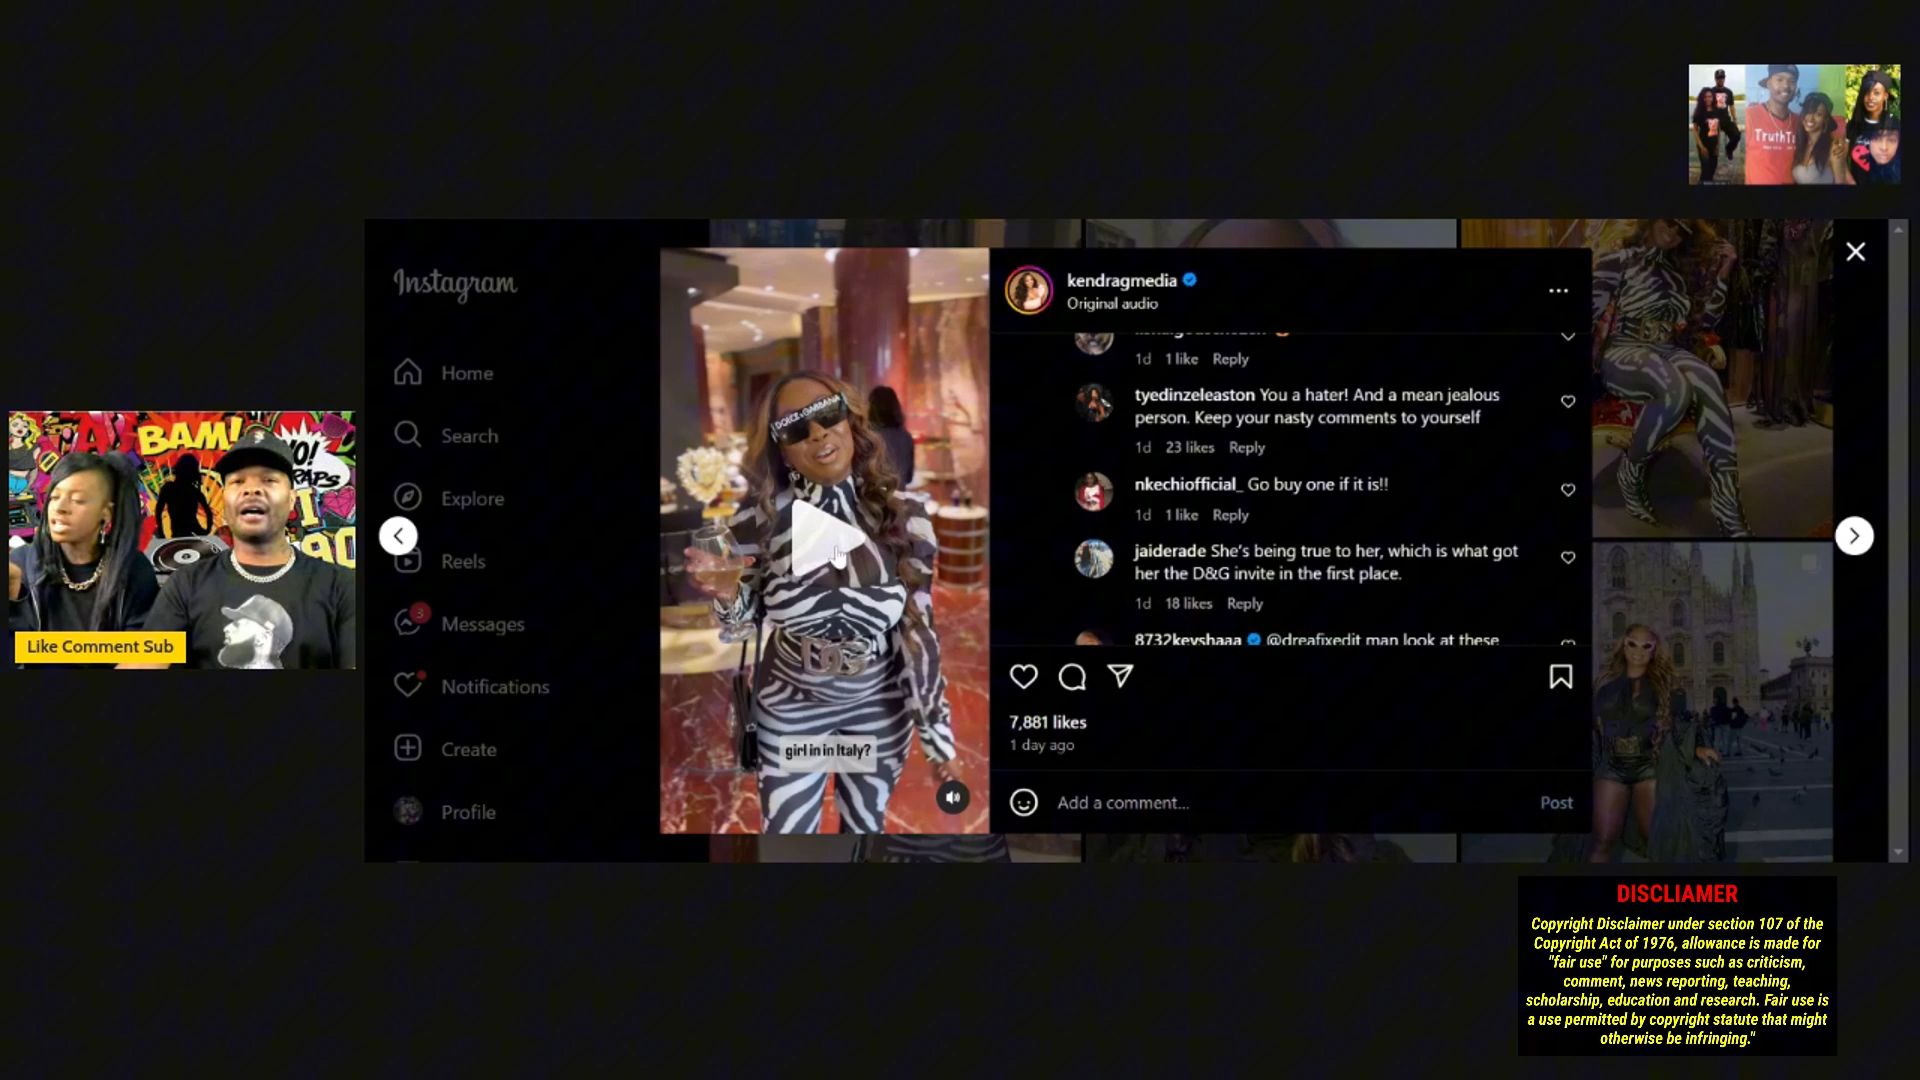 Instagram
Home
Search
Explore
Reels
3
Messages
Notifications
Create
Profile
BAM!
YO!
RAPS
Like Comment Sub
DOLCE & GABBANA
girl in in Italy?
kendragmedia
Original audio
1d 1 like Reply
tyedinzeleaston You a hater! And a mean jealous
person. Keep your nasty comments to yourself
1d 23 likes Reply
nkechiofficial_ Go buy one if it is!!
1d 1 like Reply
jaiderade She's being true to her, which is what got
her the D&G invite in the first place.
1d 18 likes Reply
8732keyshaaa @dreafixedit man look at these
7,881 likes
1 day ago
Add a comment...
Post
DISCLIAMER
Copyright Disclaimer under section 107 of the
Copyright Act of 1976, allowance is made for
"fair use" for purposes such as criticism,
comment, news reporting, teaching,
scholarship, education and research. Fair use is
a use permitted by copyright statute that might
otherwise be infringing."